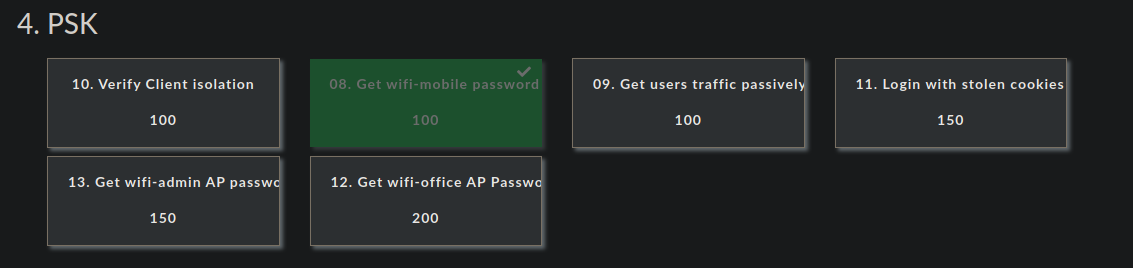 4. PSK
10. Verify Client isolation
100
08. Get wifi-mobile password
100
09. Get users traffic passively
100
11. Login with stolen cookies
150
13. Get wifi-admin AP passwo
150
12. Get wifi-office AP Passwo
200